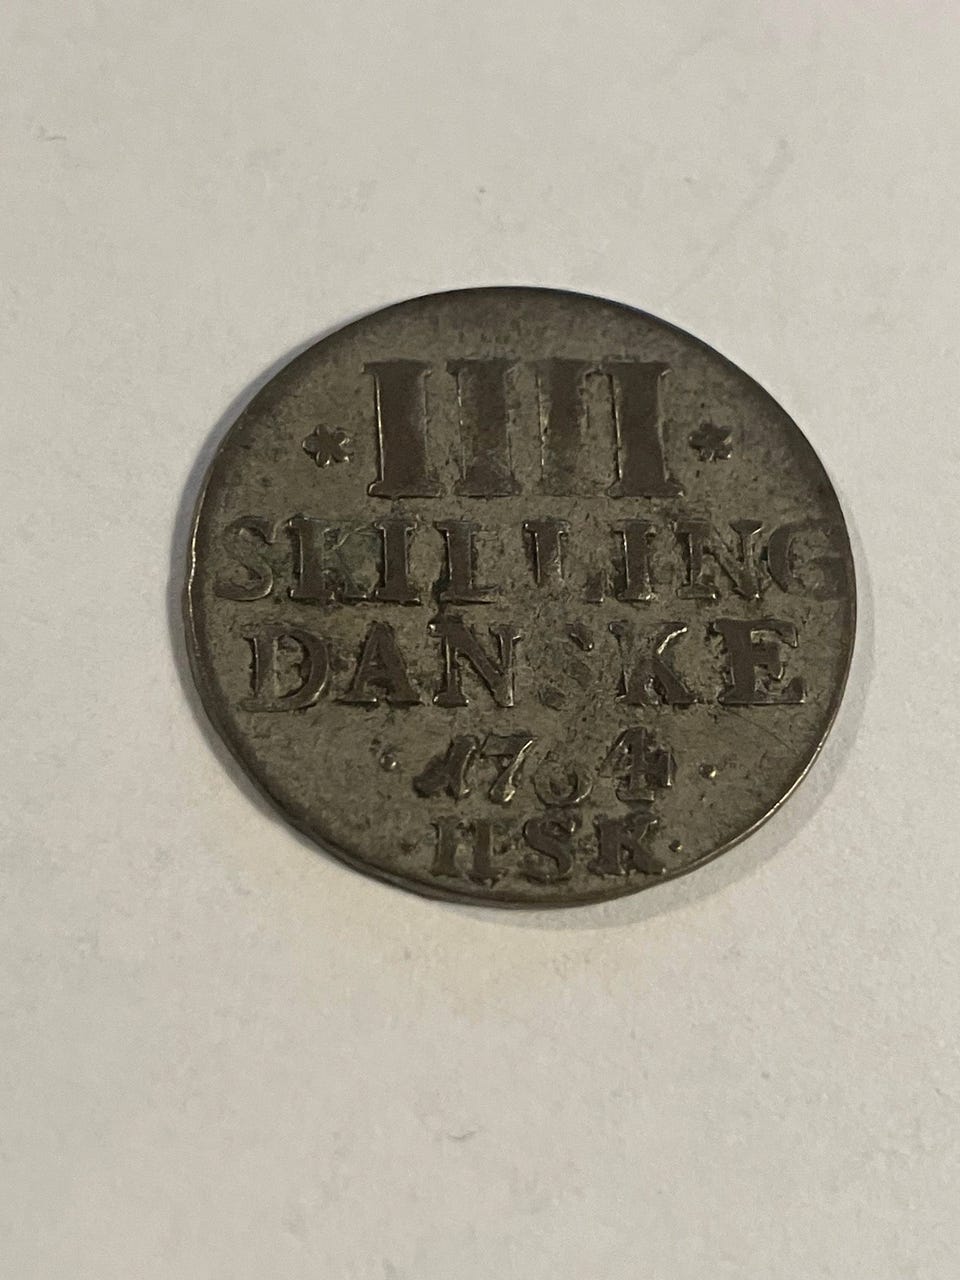 * IIII *
SKILLING
DANSKE
· 1764 ·
· HSK ·